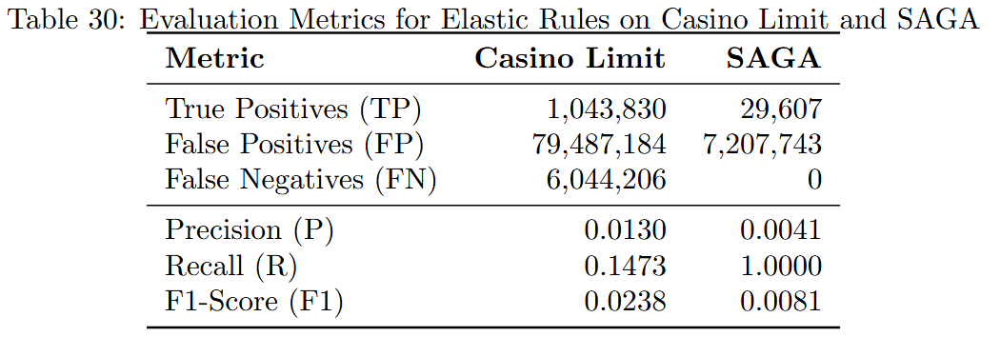 Table 30: Evaluation Metrics for Elastic Rules on Casino Limit and SAGA
Metric Casino Limit SAGA
True Positives (TP) 1,043,830 29,607
False Positives (FP) 79,487,184 7,207,743
False Negatives (FN) 6,044,206 0
Precision (P) 0.0130 0.0041
Recall (R) 0.1473 1.0000
F1-Score (F1) 0.0238 0.0081